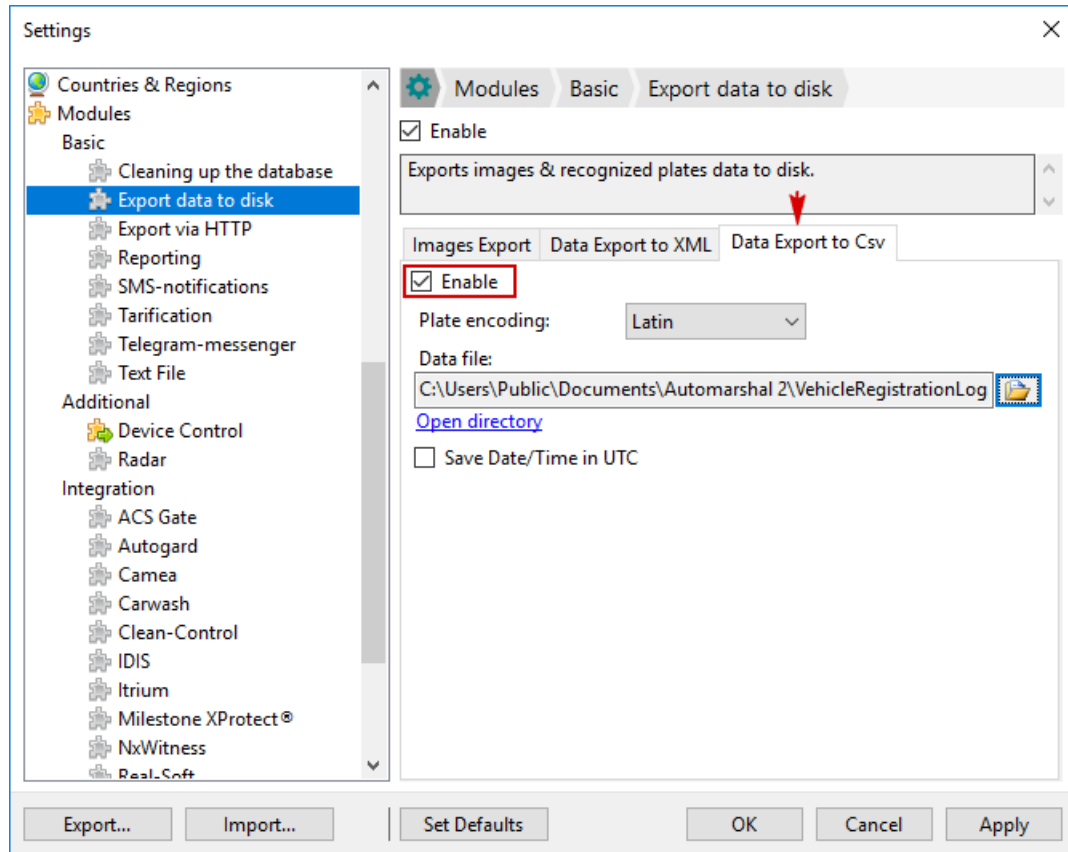 Settings
Countries & Regions
Modules
Basic
Cleaning up the database
Export data to disk
Export via HTTP
Reporting
SMS-notifications
Tarification
Telegram-messenger
Text File
Additional
Device Control
Radar
Integration
ACS Gate
Autogard
Camea
Carwash
Clean-Control
IDIS
Itrium
Milestone XProtect®
NxWitness
Real-Soft
Modules Basic Export data to disk
Enable
Exports images & recognized plates data to disk.
Images Export Data Export to XML Data Export to Csv
Enable
Plate encoding: Latin
Data file:
C:\Users\Public\Documents\Automarshal 2\VehicleRegistrationLog
Open directory
Save Date/Time in UTC
Export... Import... Set Defaults OK Cancel Apply